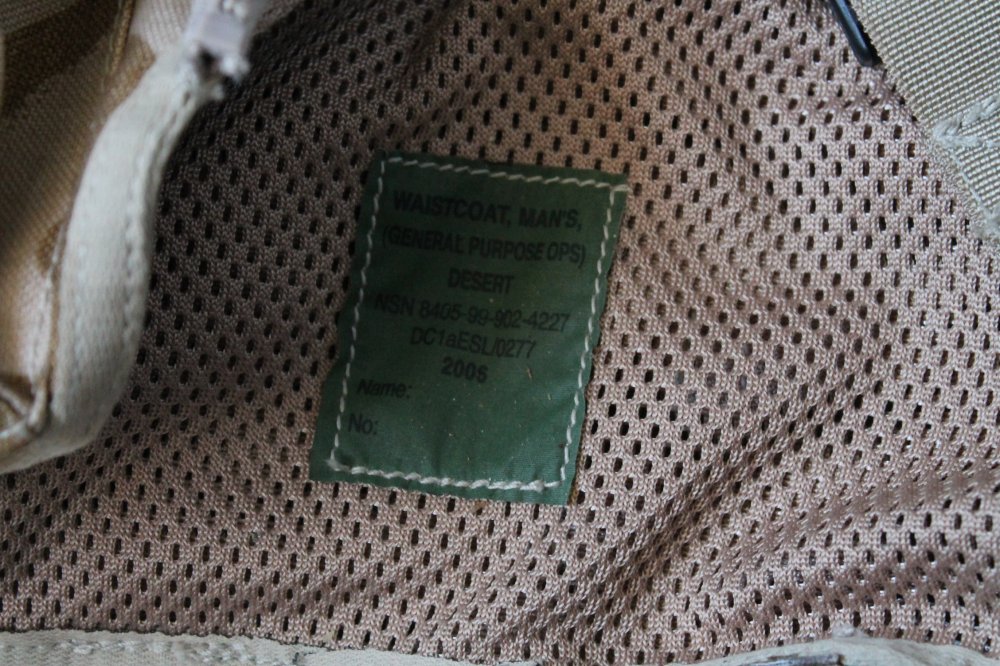 WAISTCOAT, MAN'S,
(GENERAL PURPOSE OPS)
DESERT
NSN 8405-99-902-4227
DC1aESL/0277
2006
Name:
No: